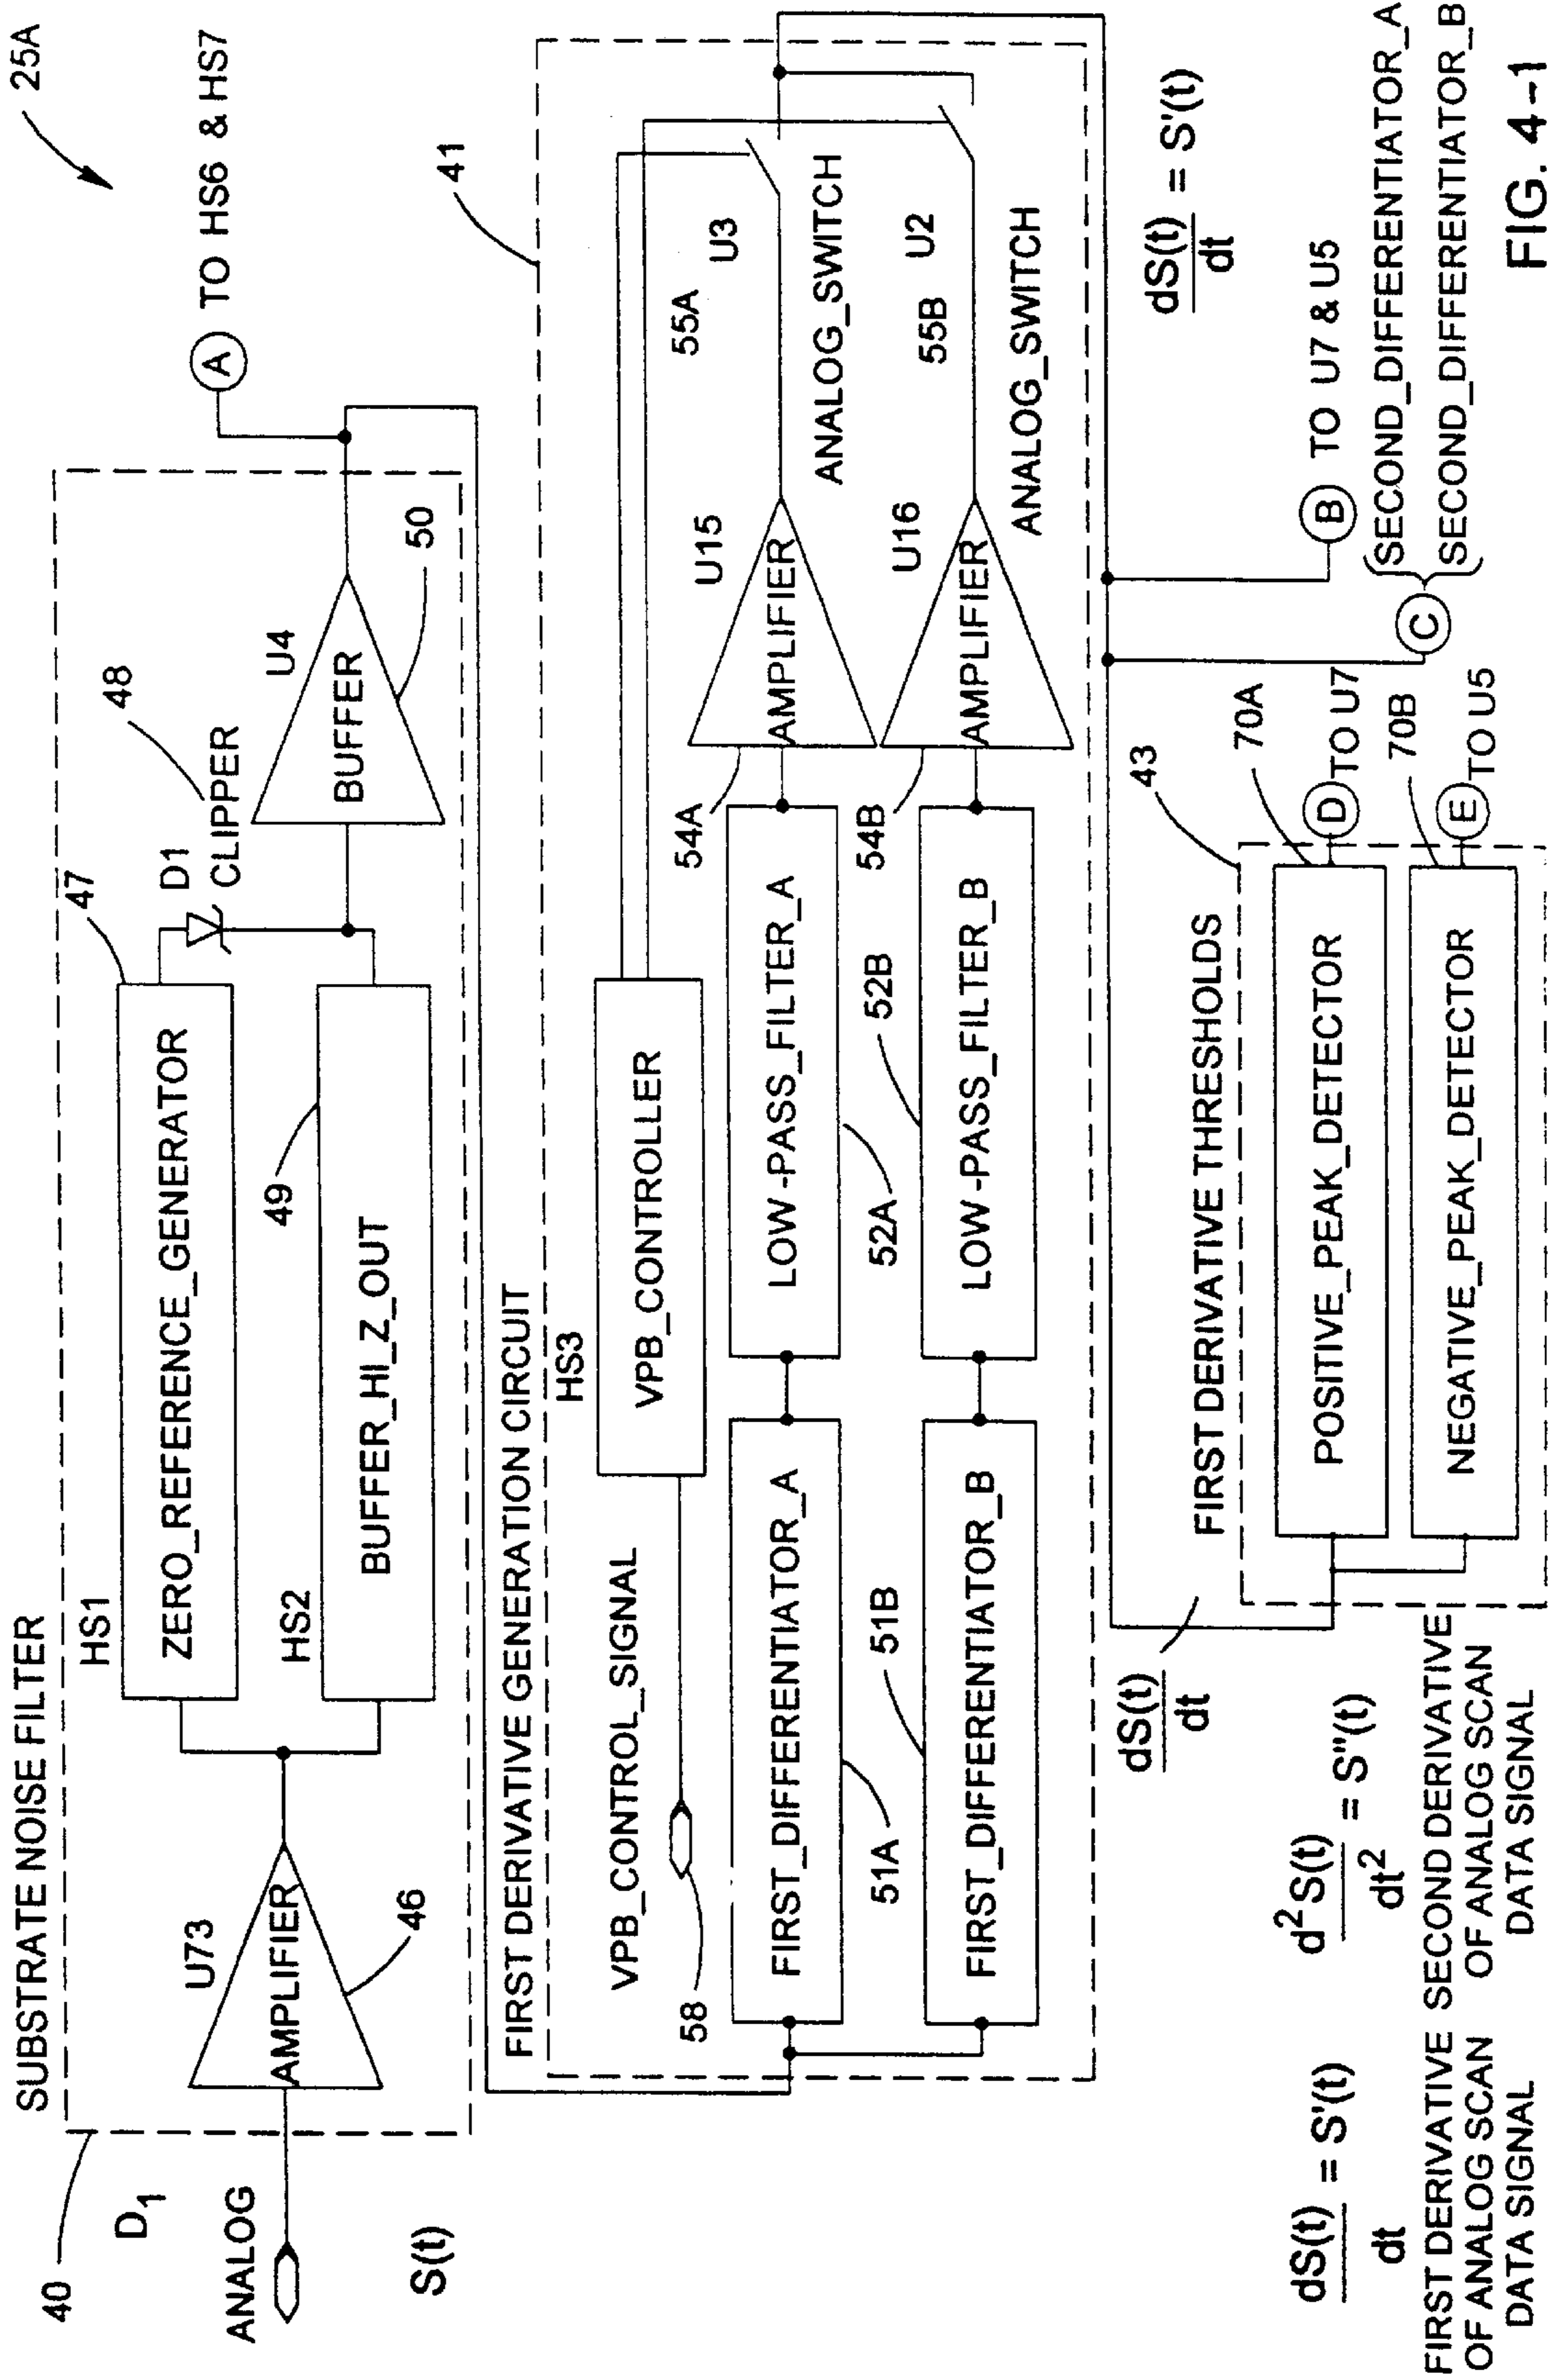 25A
SUBSTRATE NOISE FILTER
40
D1
ANALOG
S(t)
U73
AMPLIFIER
46
HS1
ZERO_REFERENCE_GENERATOR
47
HS2
BUFFER_HI_Z_OUT
49
D1
CLIPPER
48
U4
BUFFER
50
A TO HS6 & HS7
FIRST DERIVATIVE GENERATION CIRCUIT
41
HS3
VPB_CONTROL_SIGNAL
58
VPB_CONTROLLER
FIRST_DIFFERENTIATOR_A
51A
LOW-PASS_FILTER_A
52A
54A
U15
AMPLIFIER
55A
U3
ANALOG_SWITCH
FIRST_DIFFERENTIATOR_B
51B
LOW-PASS_FILTER_B
52B
54B
U16
AMPLIFIER
55B
U2
ANALOG_SWITCH
dS(t)/dt = S'(t)
dS(t)/dt
FIRST DERIVATIVE THRESHOLDS
43
POSITIVE_PEAK_DETECTOR
70A
D TO U7
NEGATIVE_PEAK_DETECTOR
70B
E TO U5
B TO U7 & U5
C
SECOND_DIFFERENTIATOR_A
SECOND_DIFFERENTIATOR_B
dS(t)/dt = S'(t)
FIRST DERIVATIVE
OF ANALOG SCAN
DATA SIGNAL
d²S(t)/dt² = S"(t)
SECOND DERIVATIVE
OF ANALOG SCAN
DATA SIGNAL
FIG. 4-1